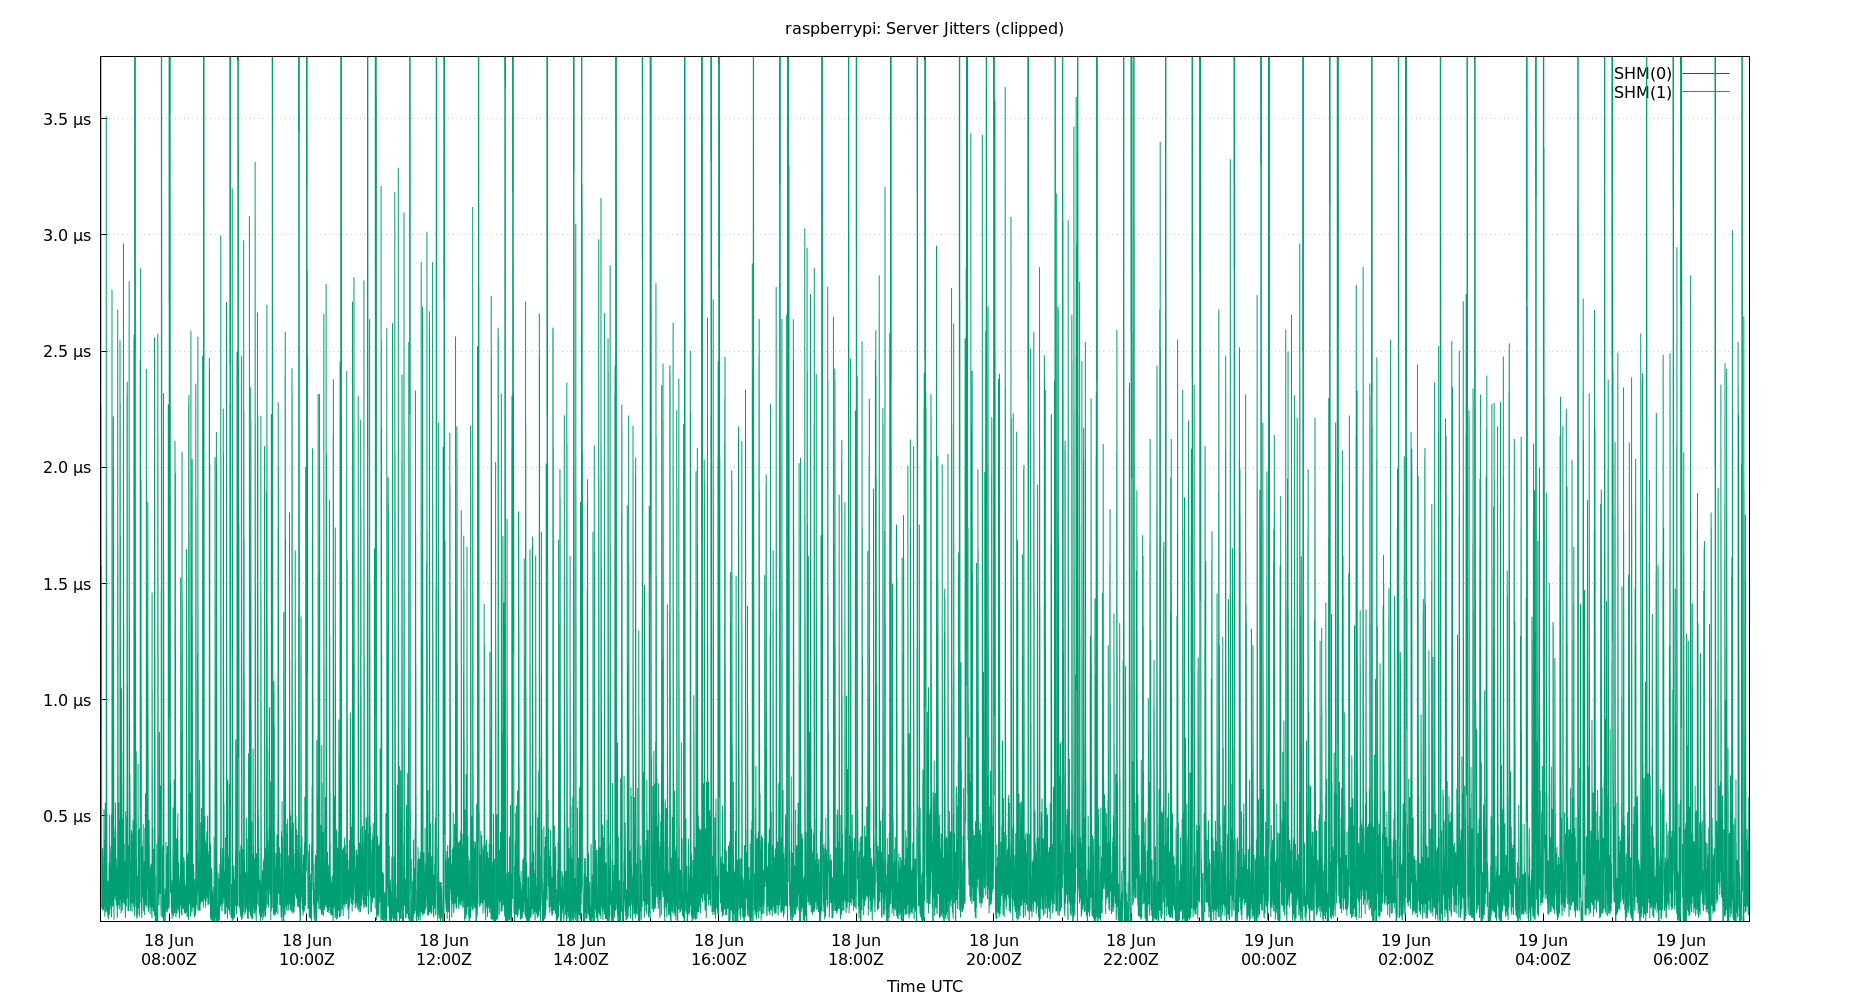 raspberrypi: Server Jitters (clipped)
SHM(0)
SHM(1)
3.5 µs
3.0 µs
2.5 µs
2.0 µs
1.5 µs
1.0 µs
0.5 µs
18 Jun 18 Jun 18 Jun 18 Jun 18 Jun 18 Jun 18 Jun 18 Jun 19 Jun 19 Jun 19 Jun 19 Jun
08:00Z 10:00Z 12:00Z 14:00Z 16:00Z 18:00Z 20:00Z 22:00Z 00:00Z 02:00Z 04:00Z 06:00Z
Time UTC